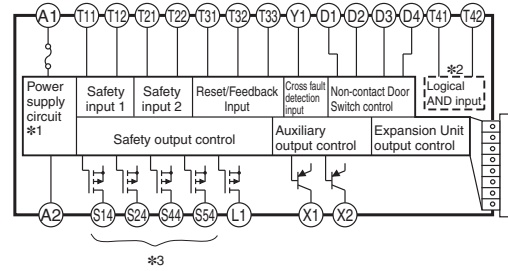 A1 T11 T12 T21 T22 T31 T32 T33 Y1 D1 D2 D3 D4 T41 T42
Power
supply
circuit
*1
Safety
input 1
Safety
input 2
Reset/Feedback
Input
Cross fault
detection
input
Non-contact Door
Switch control
*2
Logical
AND input
Safety output control
Auxiliary
output control
Expansion Unit
output control
A2 S14 S24 S44 S54 L1 X1 X2
*3